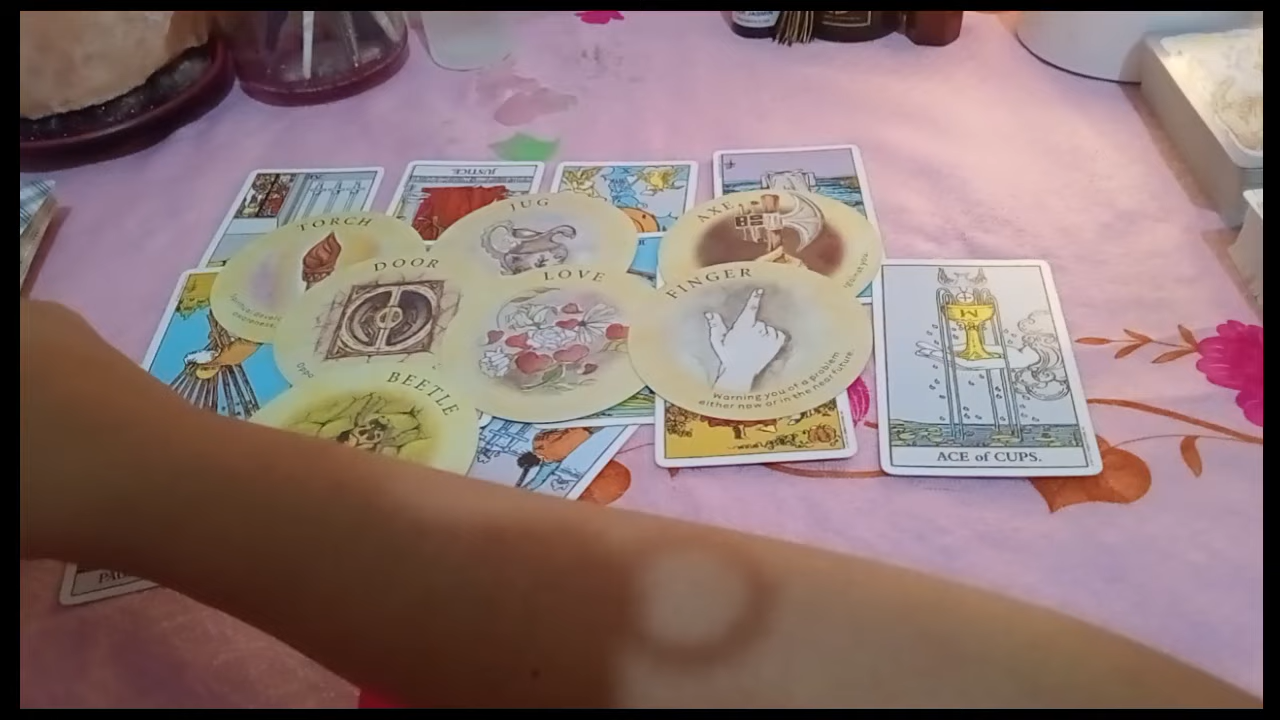 JUSTICE
TORCH
JUG
AXE
DOOR
LOVE
FINGER
Warning you of a problem
either now or in the near future
BEETLE
ACE of CUPS.